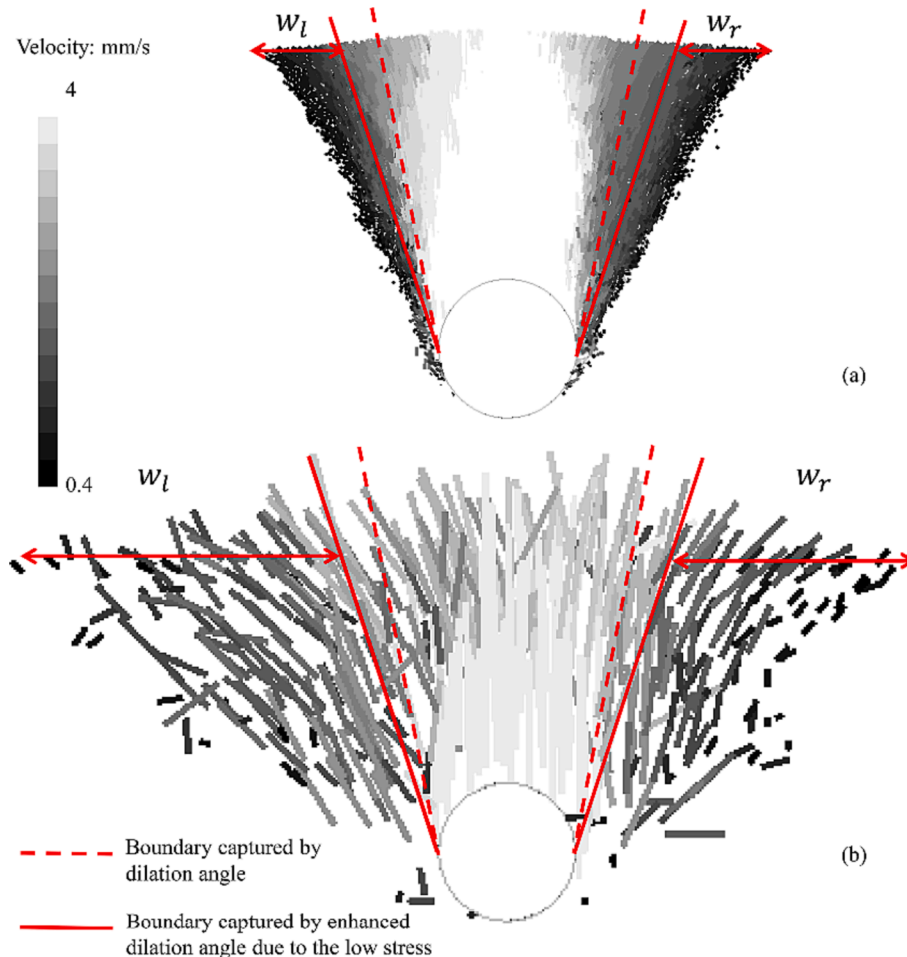 w_l
w_r
Velocity: mm/s
4
(a)
0.4
w_l
w_r
Boundary captured by
dilation angle
(b)
Boundary captured by enhanced
dilation angle due to the low stress